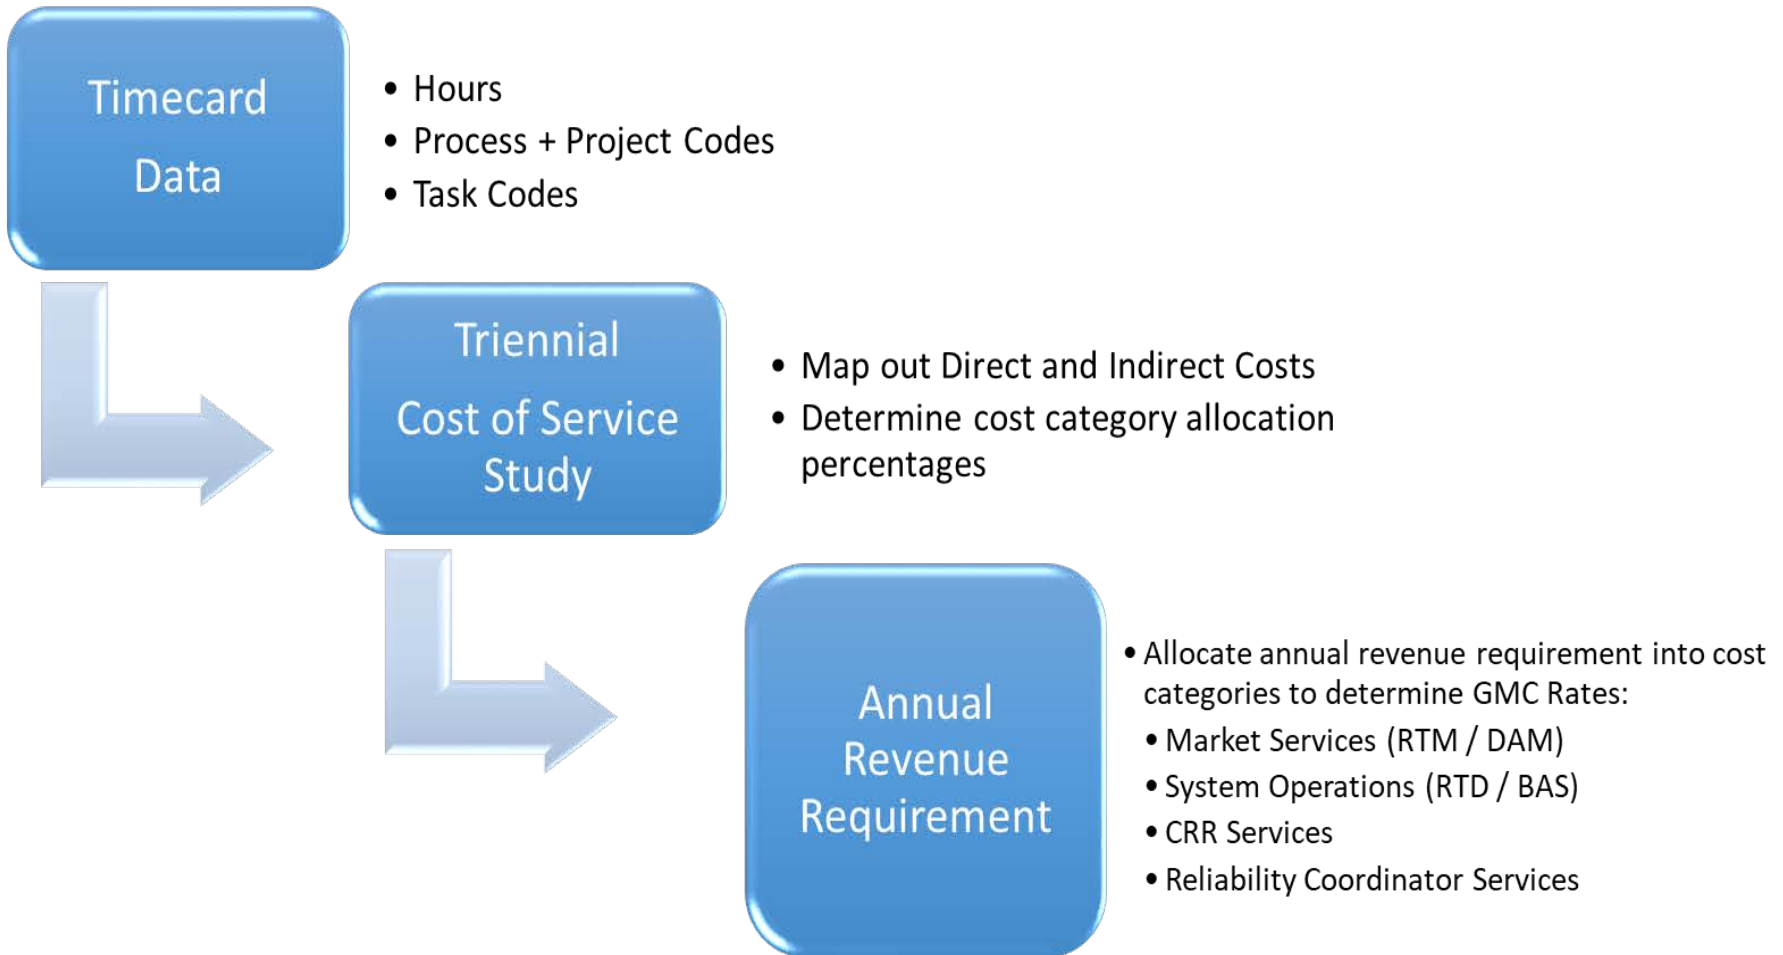 Timecard
Data
• Hours
• Process + Project Codes
• Task Codes
Triennial
Cost of Service
Study
• Map out Direct and Indirect Costs
• Determine cost category allocation
percentages
Annual
Revenue
Requirement
• Allocate annual revenue requirement into cost
categories to determine GMC Rates:
• Market Services (RTM / DAM)
• System Operations (RTD / BAS)
• CRR Services
• Reliability Coordinator Services